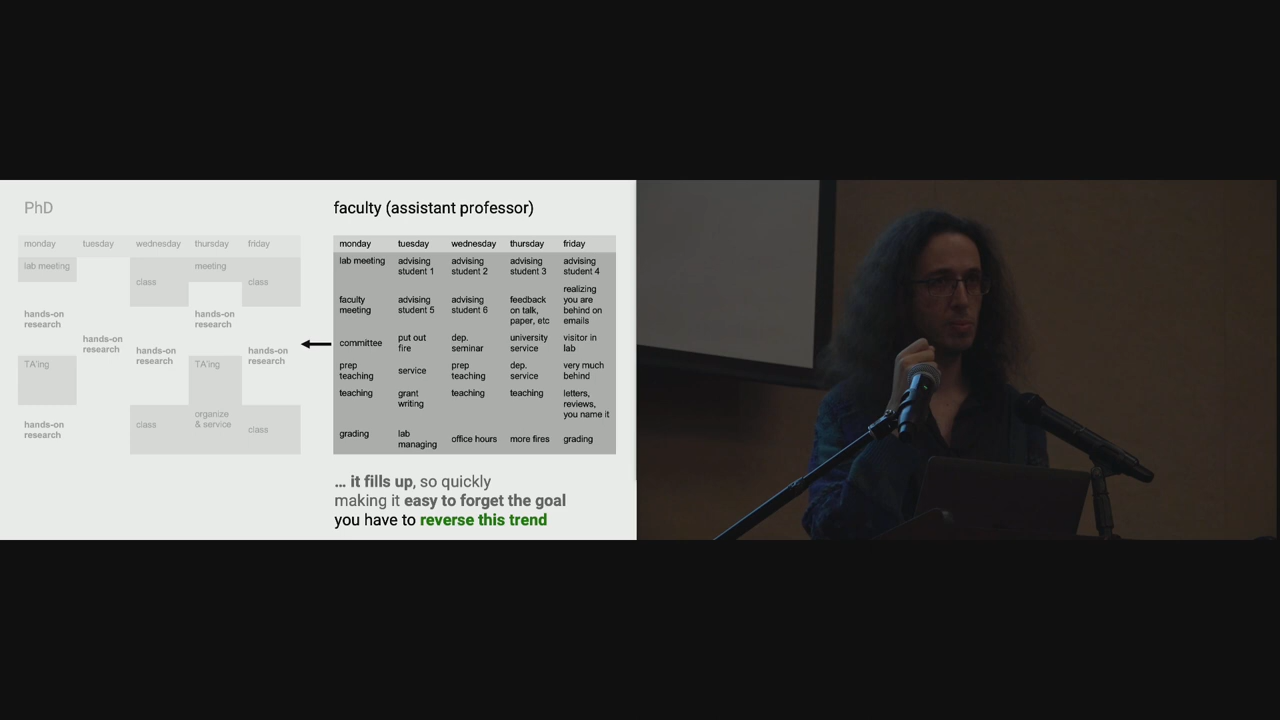 PhD
monday tuesday wednesday thursday friday
lab meeting
meeting
class
class
hands-on
research
hands-on
research
hands-on
research
hands-on
research
hands-on
research
TA'ing
TA'ing
organize
& service
hands-on
research
class
class
faculty (assistant professor)
monday tuesday wednesday thursday friday
lab meeting
advising
student 1
advising
student 2
advising
student 3
advising
student 4
faculty
meeting
advising
student 5
advising
student 6
feedback
on talk,
paper, etc
realizing
you are
behind on
emails
committee
put out
fire
dep.
seminar
university
service
visitor in
lab
prep
teaching
service
prep
teaching
dep.
service
very much
behind
teaching
grant
writing
teaching
teaching
letters,
reviews,
you name it
grading
lab
managing
office hours
more fires
grading
... it fills up, so quickly
making it easy to forget the goal
you have to reverse this trend